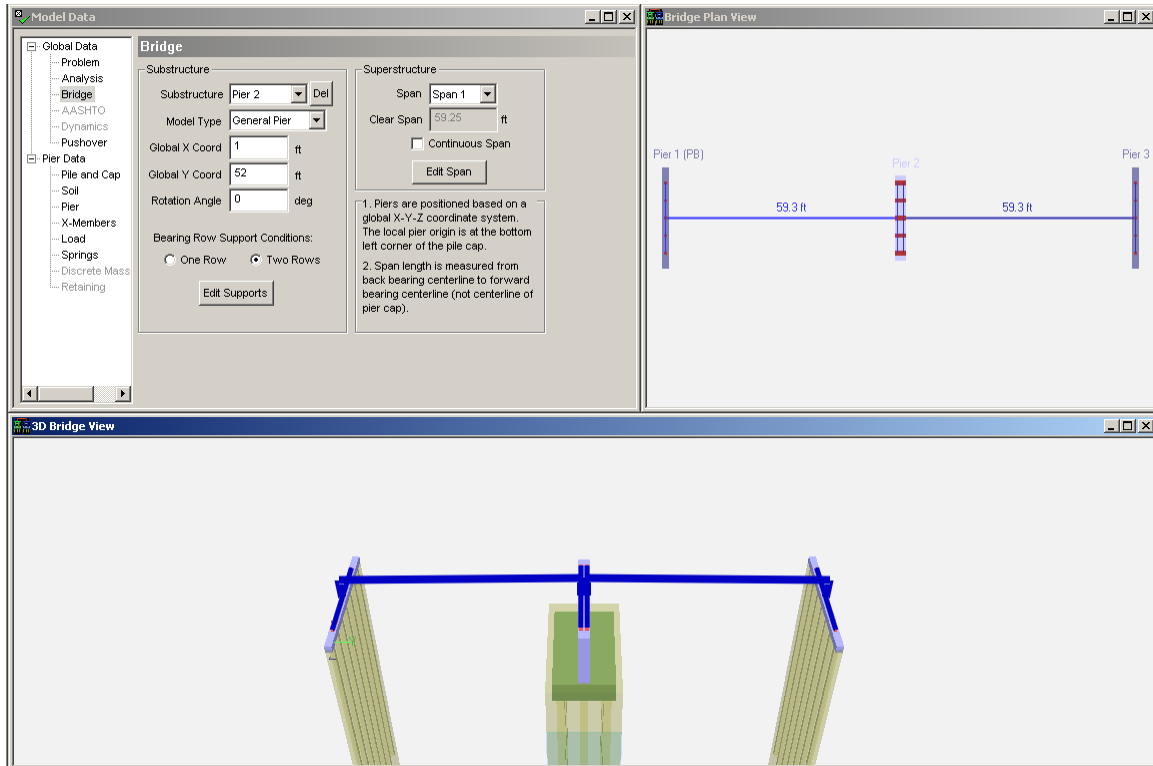 Model Data
Global Data
Problem
Analysis
Bridge
AASHTO
Dynamics
Pushover
Pier Data
Pile and Cap
Soil
Pier
X-Members
Load
Springs
Discrete Mass
Retaining
Bridge
Substructure
Substructure Pier 2 Del
Model Type General Pier
Global X Coord 1 ft
Global Y Coord 52 ft
Rotation Angle 0 deg
Bearing Row Support Conditions:
One Row Two Rows
Edit Supports
Superstructure
Span Span 1
Clear Span 59.25 ft
Continuous Span
Edit Span
1. Piers are positioned based on a
global X-Y-Z coordinate system.
The local pier origin is at the bottom
left corner of the pile cap.
2. Span length is measured from
back bearing centerline to forward
bearing centerline (not centerline of
pier cap).
Bridge Plan View
Pier 1 (PB) Pier 2 Pier 3
59.3 ft 59.3 ft
3D Bridge View